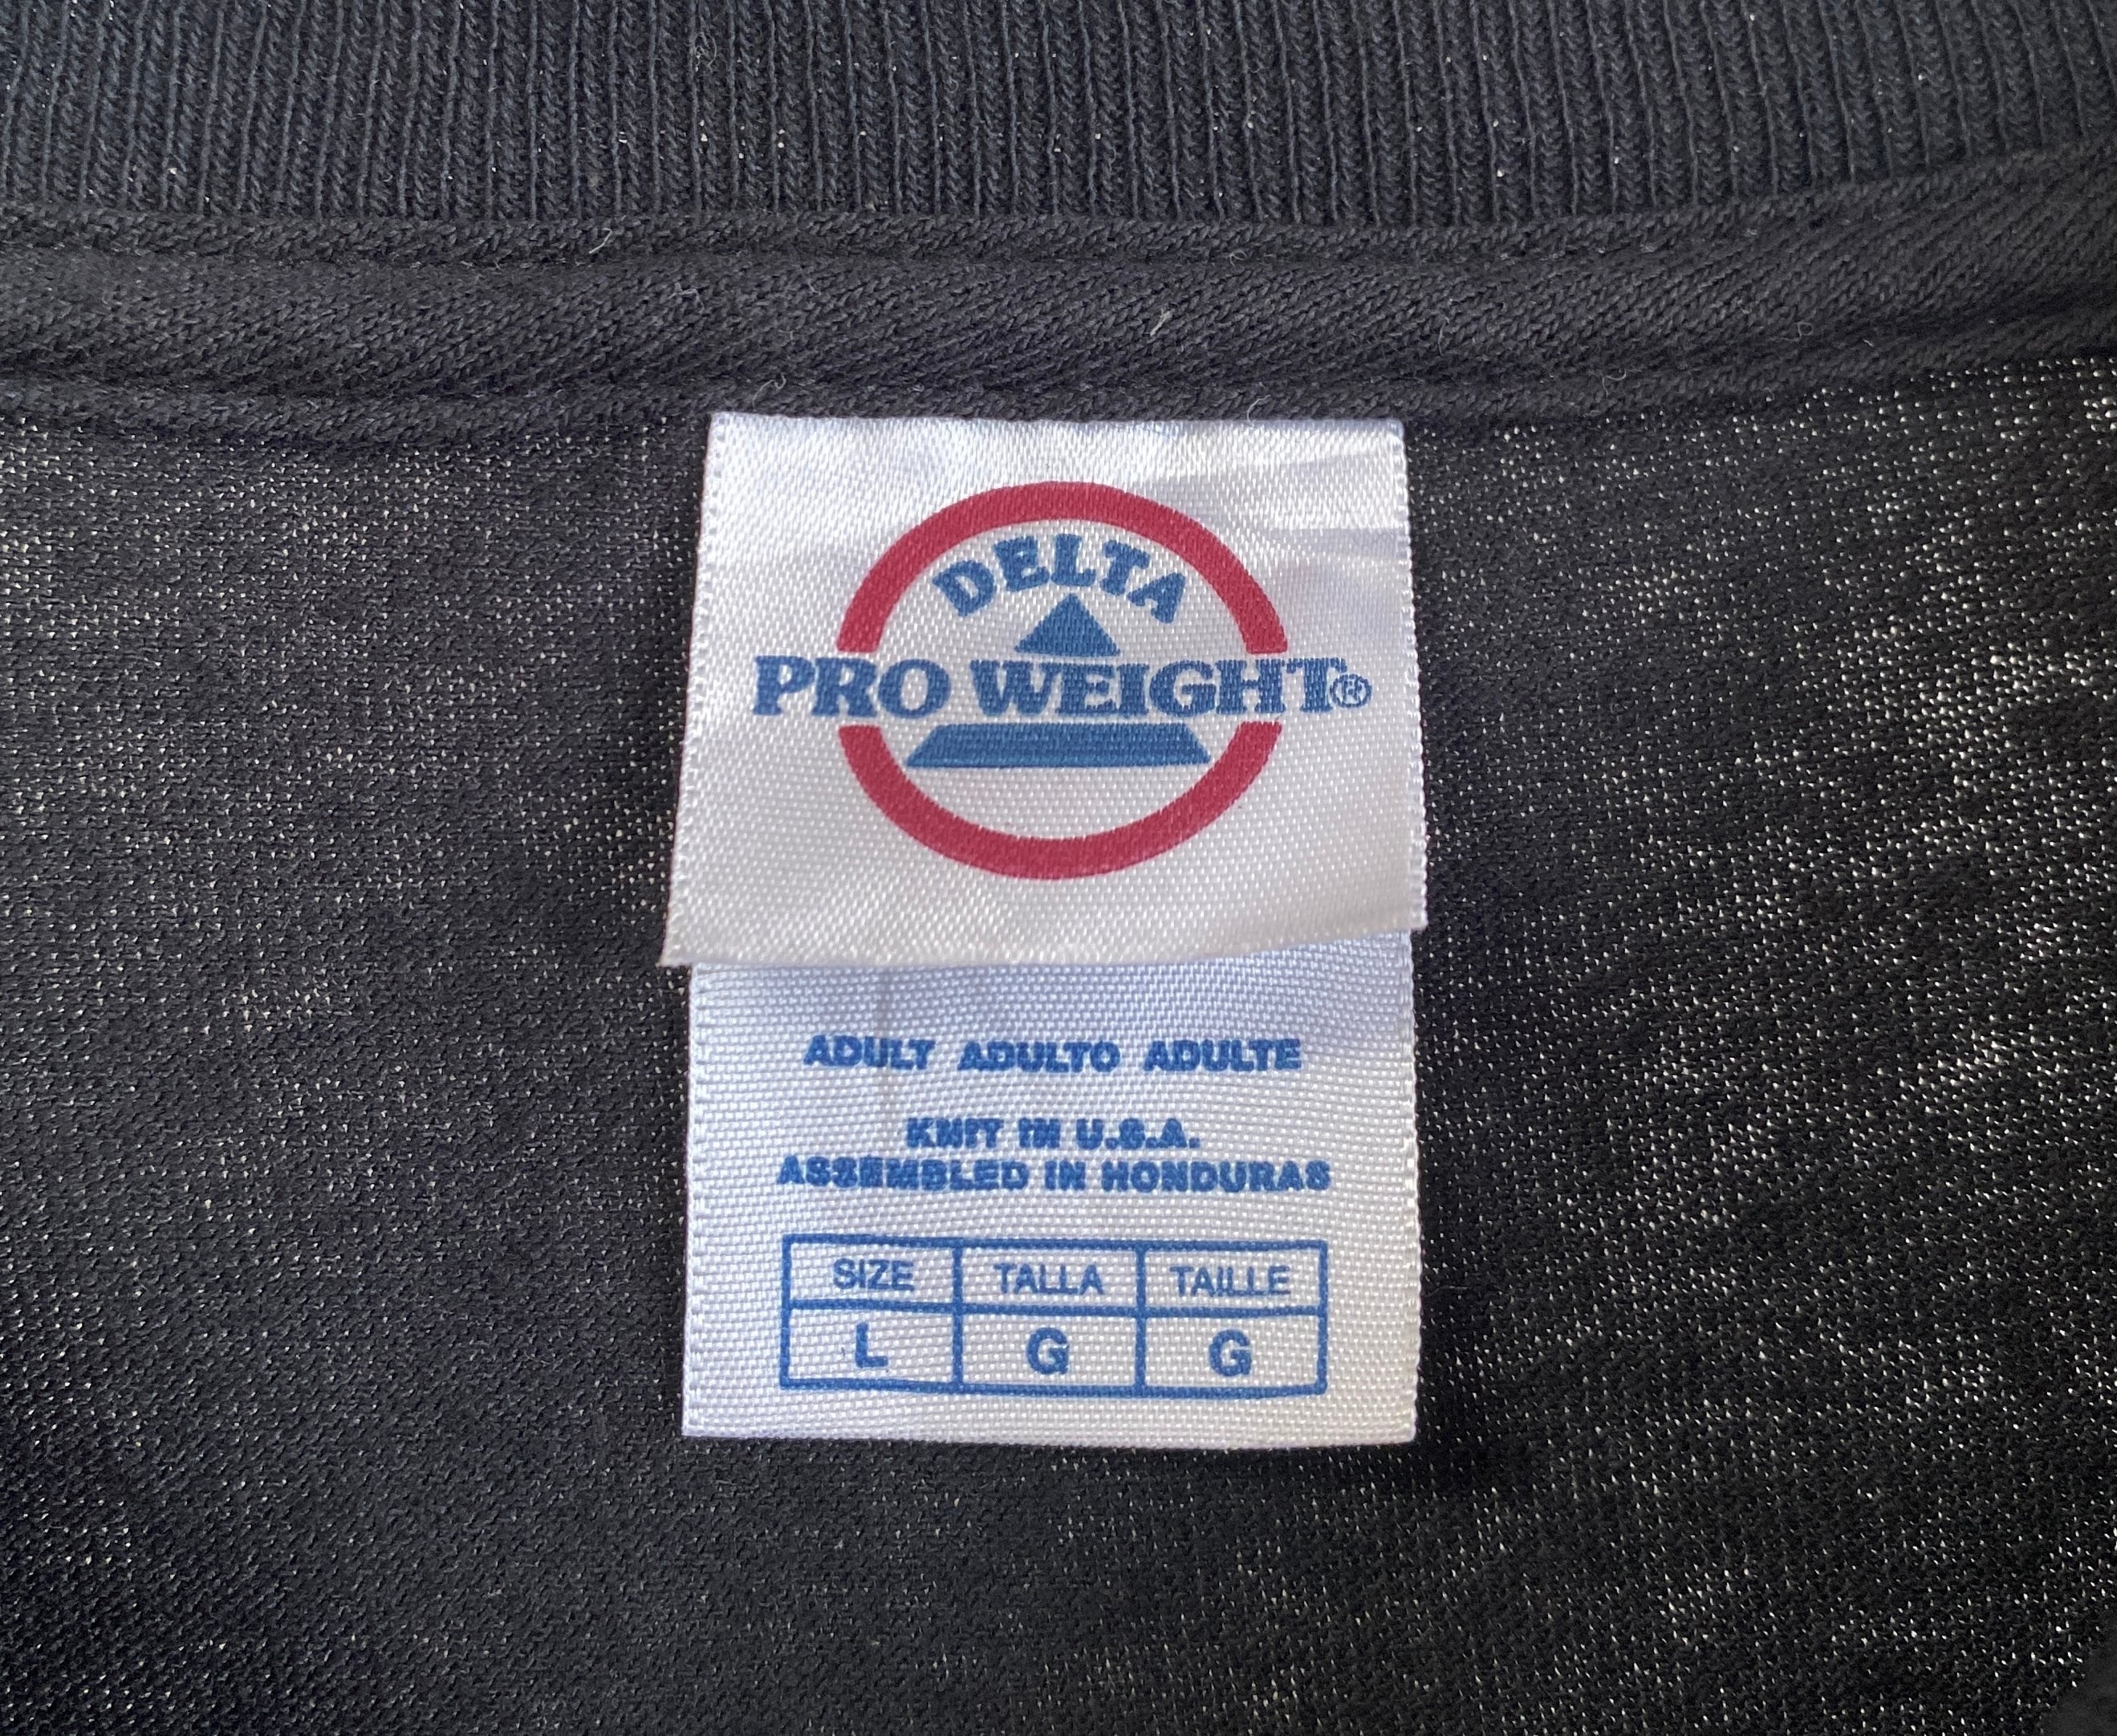 DELTA
PRO WEIGHT®
ADULT ADULTO ADULTE
KNIT IN U.S.A.
ASSEMBLED IN HONDURAS
SIZE TALLA TAILLE
L G G